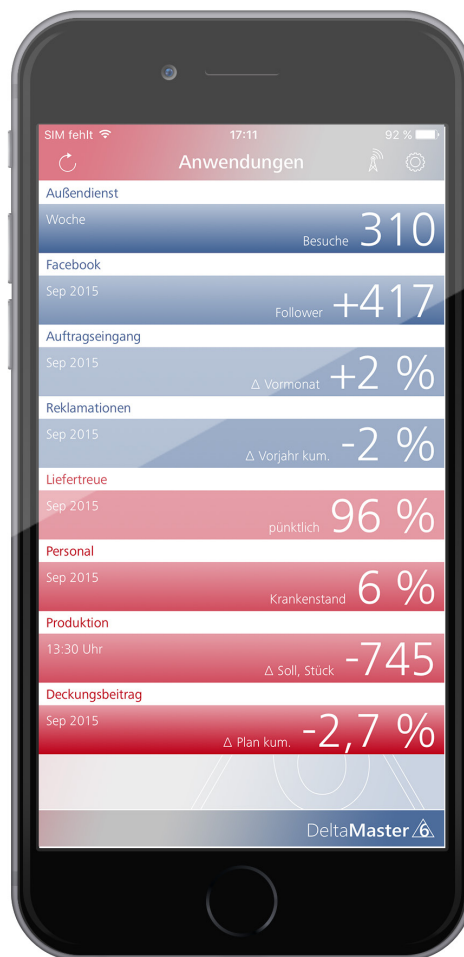 SIM fehlt 17:11 92 %
Anwendungen
Außendienst
Woche
Besuche 310
Facebook
Sep 2015
Follower +417
Auftragseingang
Sep 2015
Δ Vormonat +2 %
Reklamationen
Sep 2015
Δ Vorjahr kum. -2 %
Liefertreue
Sep 2015
pünktlich 96 %
Personal
Sep 2015
Krankenstand 6 %
Produktion
13:30 Uhr
Δ Soll, Stück -745
Deckungsbeitrag
Sep 2015
Δ Plan kum. -2,7 %
DeltaMaster 6